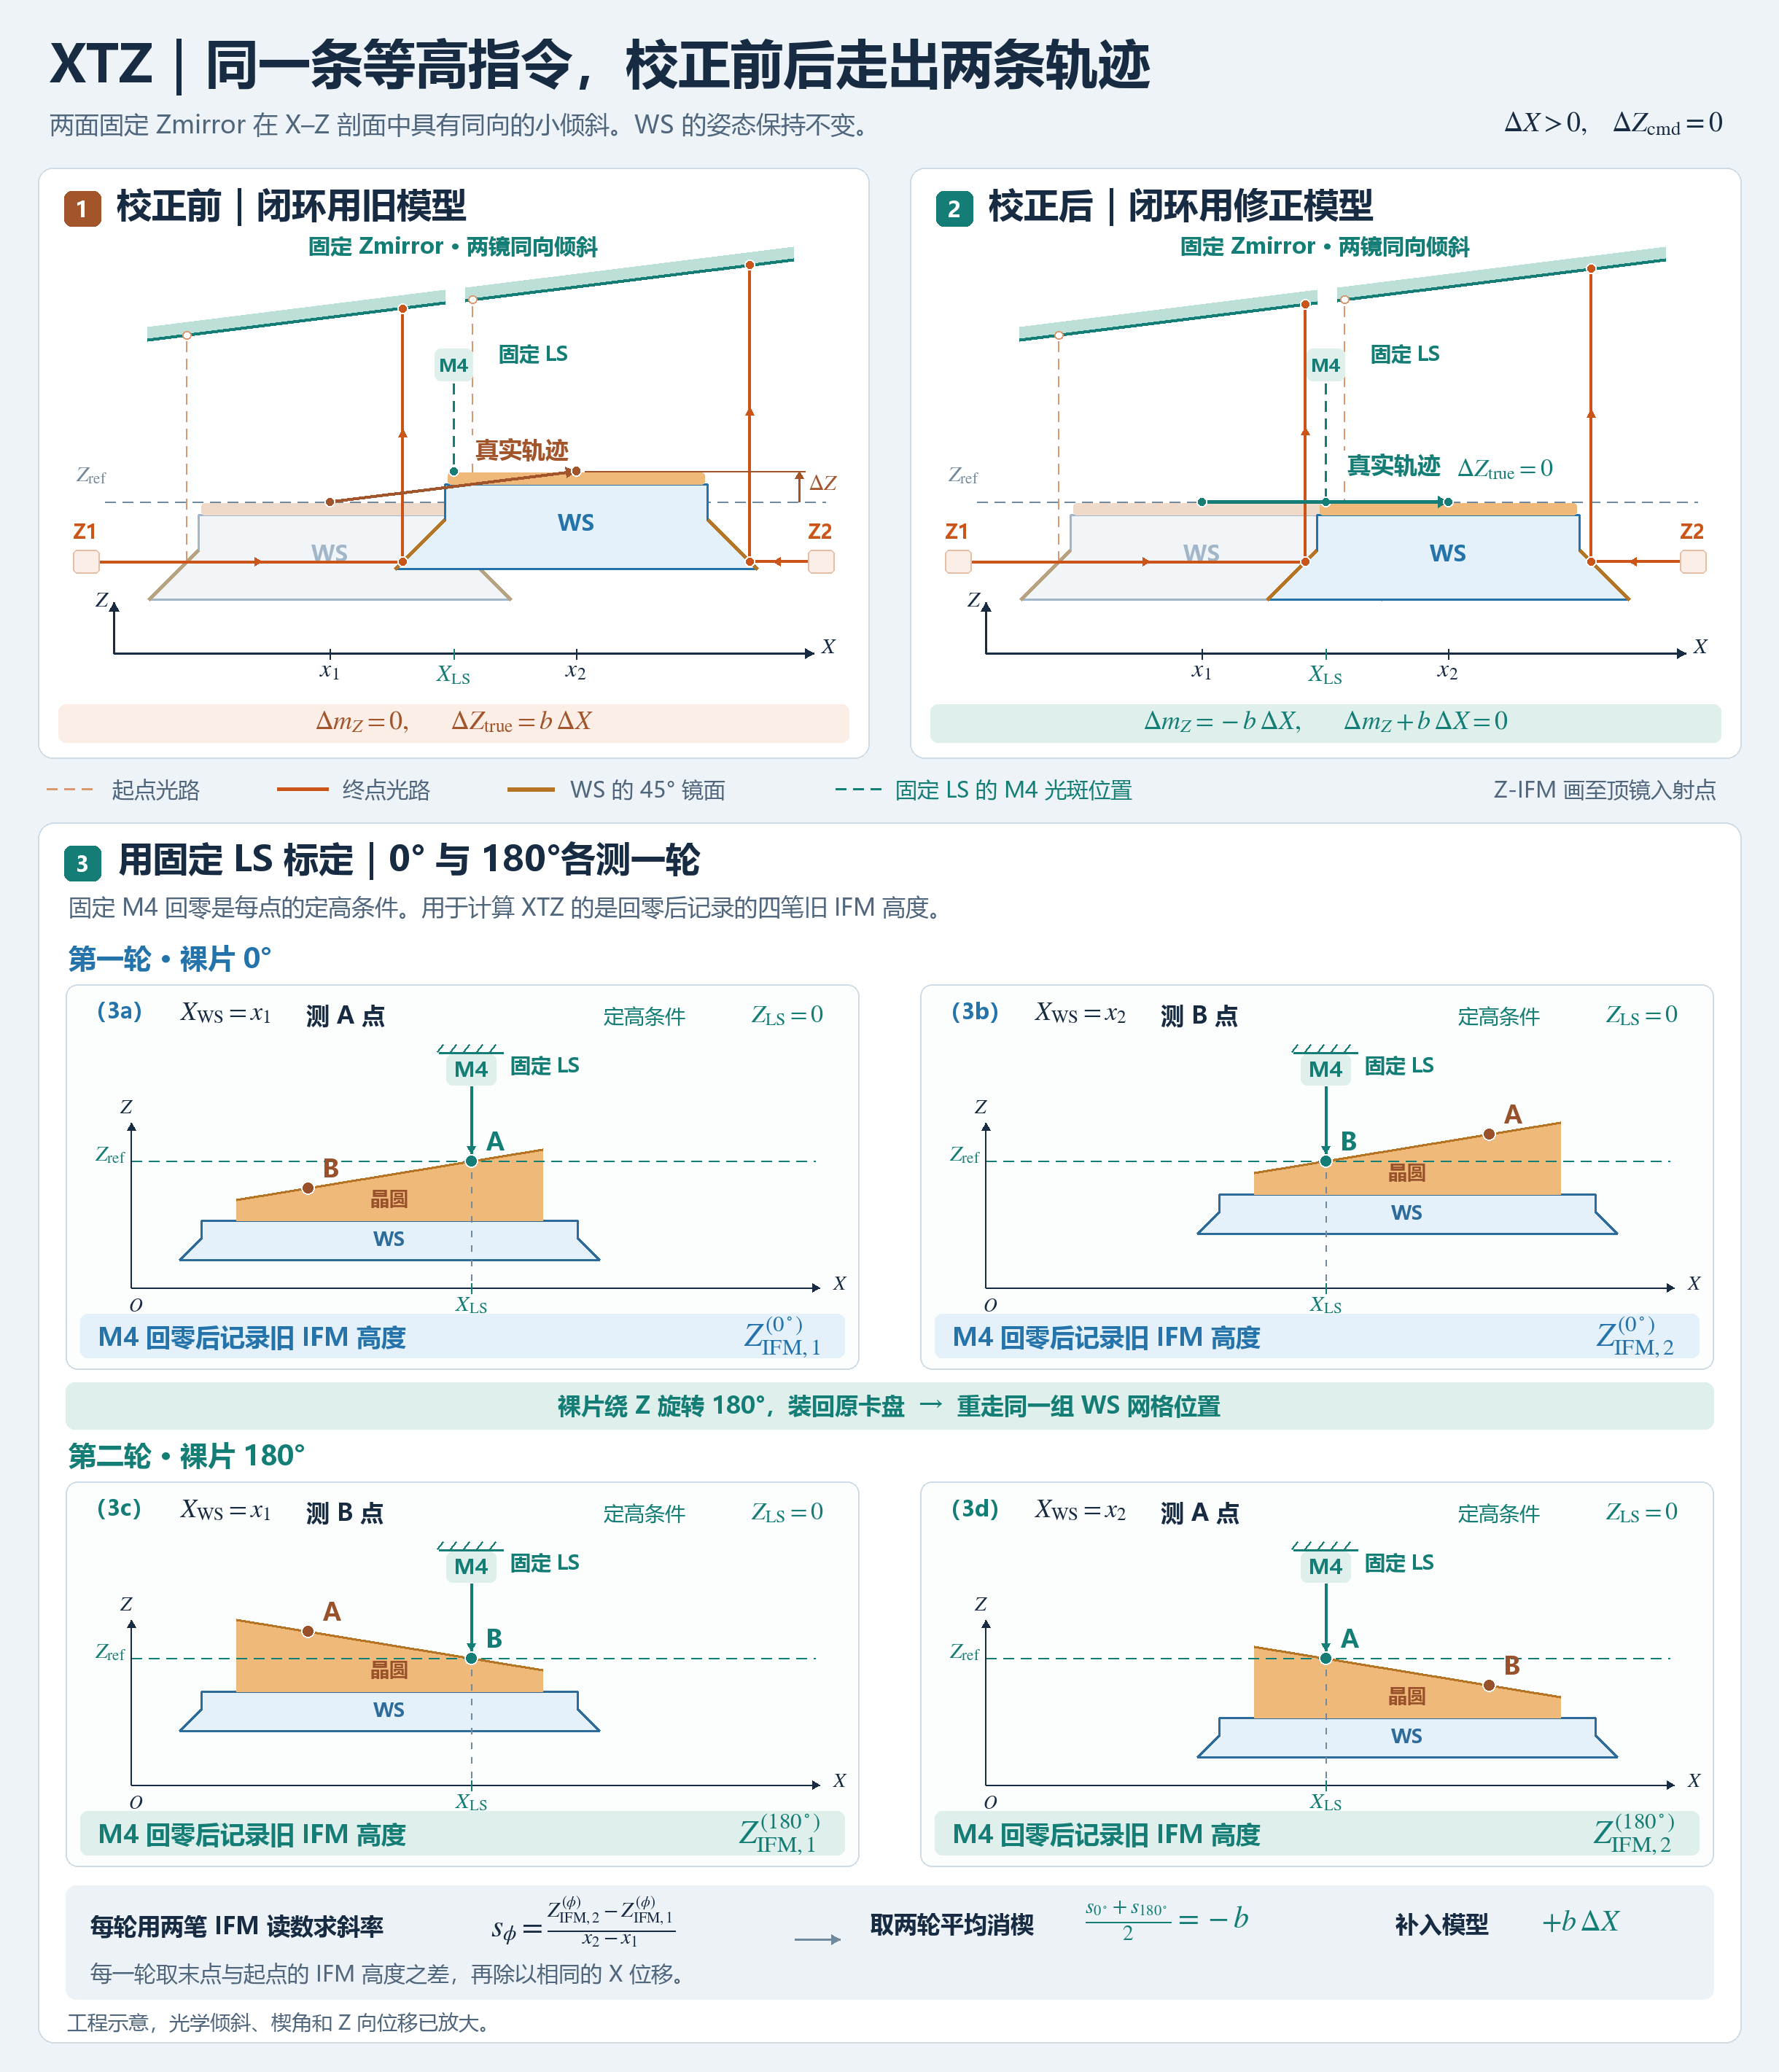 XTZ｜同一条等高指令，校正前后走出两条轨迹
两面固定 Zmirror 在 X–Z 剖面中具有同向的小倾斜。WS 的姿态保持不变。
ΔX>0, ΔZcmd=0
1 校正前｜闭环用旧模型
固定 Zmirror • 两镜同向倾斜
M4
固定 LS
真实轨迹
Zref
ΔZ
Z1
WS
WS
Z2
Z
X
x1
XLS
x2
ΔmZ=0, ΔZtrue=b ΔX
2 校正后｜闭环用修正模型
固定 Zmirror • 两镜同向倾斜
M4
固定 LS
真实轨迹 ΔZtrue=0
Zref
Z1
WS
WS
Z2
Z
X
x1
XLS
x2
ΔmZ=−b ΔX, ΔmZ+b ΔX=0
起点光路
终点光路
WS 的 45° 镜面
固定 LS 的 M4 光斑位置
Z-IFM 画至顶镜入射点
3 用固定 LS 标定｜0° 与 180°各测一轮
固定 M4 回零是每点的定高条件。用于计算 XTZ 的是回零后记录的四笔旧 IFM 高度。
第一轮 • 裸片 0°
(3a) XWS=x1 测 A 点 定高条件 ZLS=0
M4 固定 LS
Z
Zref
A
B
晶圆
WS
X
O
XLS
M4 回零后记录旧 IFM 高度 Z(0°)IFM, 1
(3b) XWS=x2 测 B 点 定高条件 ZLS=0
M4 固定 LS
Z
A
Zref
B
晶圆
WS
X
O
XLS
M4 回零后记录旧 IFM 高度 Z(0°)IFM, 2
裸片绕 Z 旋转 180°，装回原卡盘 → 重走同一组 WS 网格位置
第二轮 • 裸片 180°
(3c) XWS=x1 测 B 点 定高条件 ZLS=0
M4 固定 LS
Z
A
Zref
B
晶圆
WS
X
O
XLS
M4 回零后记录旧 IFM 高度 Z(180°)IFM, 1
(3d) XWS=x2 测 A 点 定高条件 ZLS=0
M4 固定 LS
Z
Zref
A
B
晶圆
WS
X
O
XLS
M4 回零后记录旧 IFM 高度 Z(180°)IFM, 2
每轮用两笔 IFM 读数求斜率 sϕ=(Z(ϕ)IFM, 2−Z(ϕ)IFM, 1)/(x2−x1) → 取两轮平均消楔 (s0°+s180°)/2=−b 补入模型 +b ΔX
每一轮取末点与起点的 IFM 高度之差，再除以相同的 X 位移。
工程示意，光学倾斜、楔角和 Z 向位移已放大。